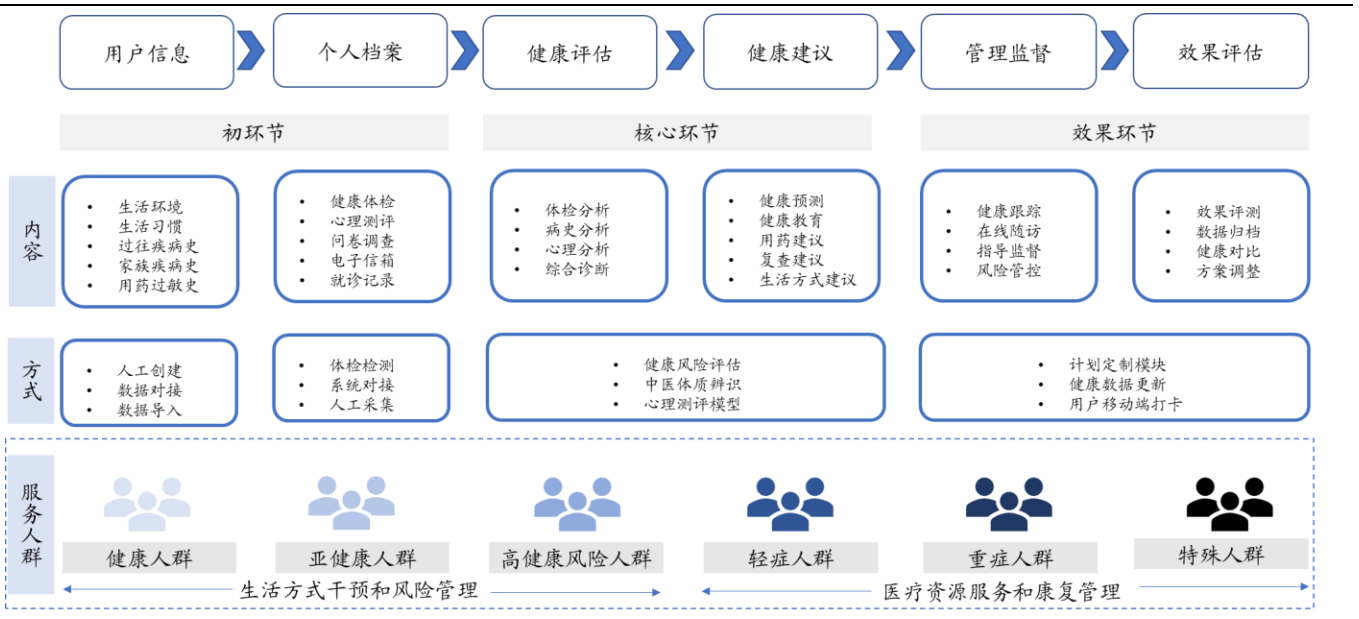 用户信息
个人档案
健康评估
健康建议
管理监督
效果评估
初环节
核心环节
效果环节
内容
• 生活环境
• 生活习惯
• 过往疾病史
• 家族疾病史
• 用药过敏史
• 健康体检
• 心理测评
• 问卷调查
• 电子信箱
• 就诊记录
• 体检分析
• 病史分析
• 心理分析
• 综合诊断
• 健康预测
• 健康教育
• 用药建议
• 复查建议
• 生活方式建议
• 健康跟踪
• 在线随访
• 指导监督
• 风险管控
• 效果评测
• 数据归档
• 健康对比
• 方案调整
方式
• 人工创建
• 数据对接
• 数据导入
• 体检检测
• 系统对接
• 人工采集
• 健康风险评估
• 中医体质辨识
• 心理测评模型
• 计划定制模块
• 健康数据更新
• 用户移动端打卡
服务人群
健康人群
亚健康人群
高健康风险人群
轻症人群
重症人群
特殊人群
生活方式干预和风险管理
医疗资源服务和康复管理